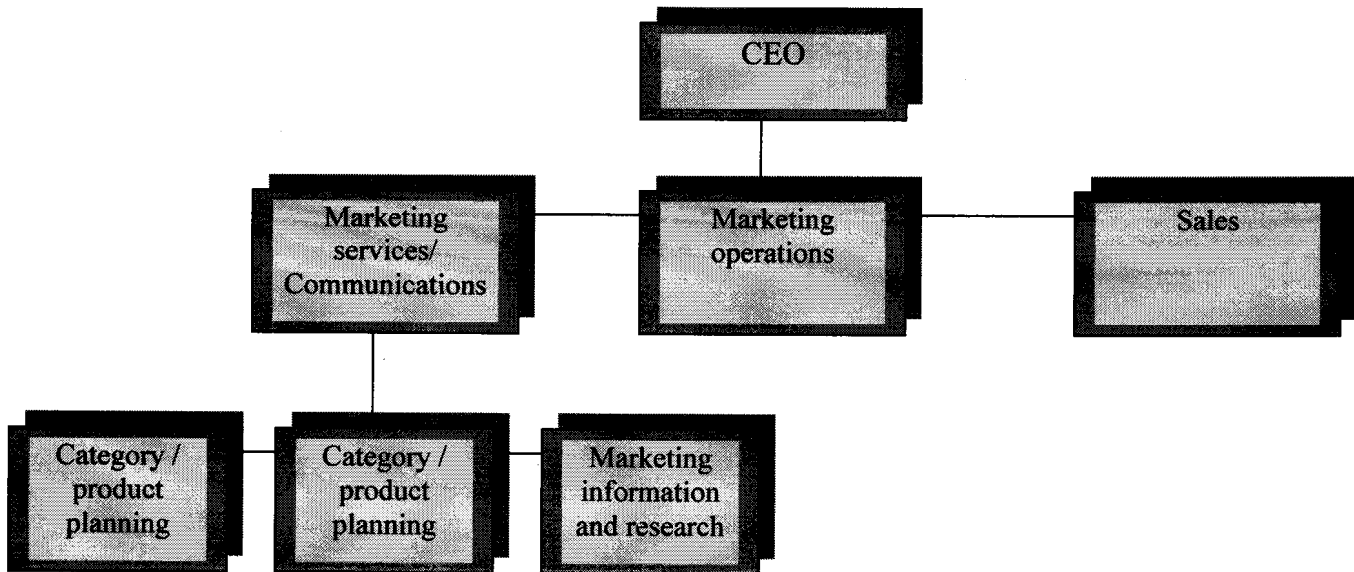 CEO
Marketing
services/
Communications
Marketing
operations
Sales
Category /
product
planning
Category /
product
planning
Marketing
information
and research